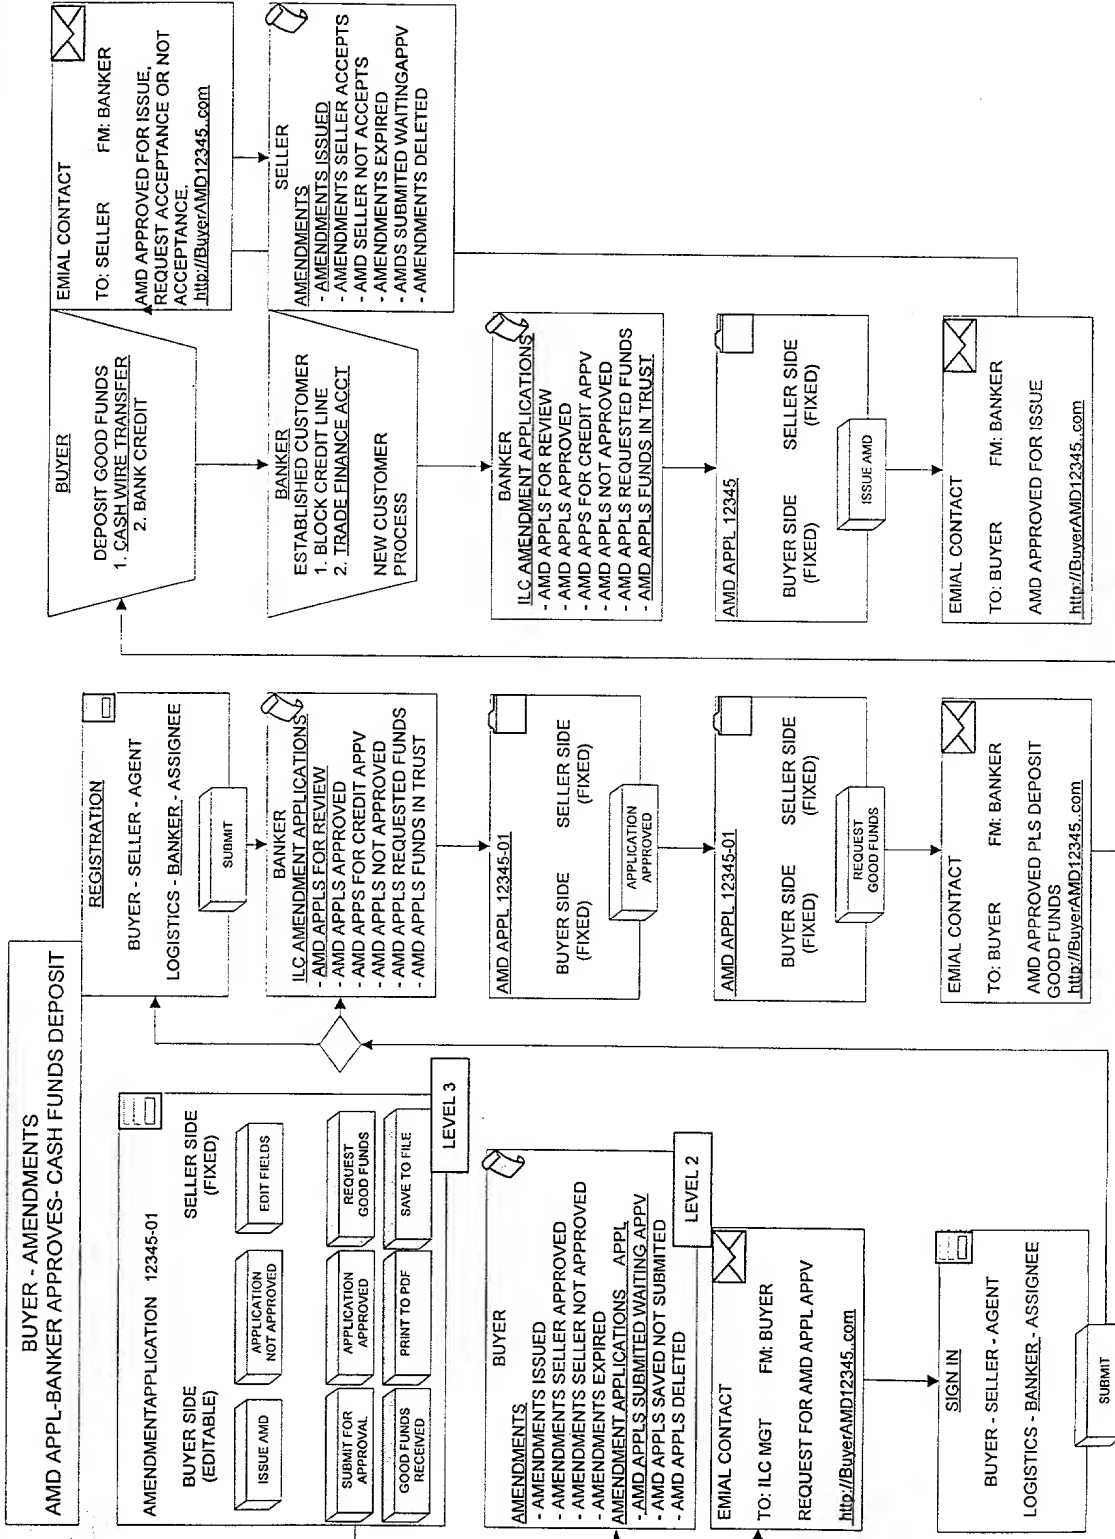 BUYER - AMENDMENTS
AMD APPL-BANKER APPROVES- CASH FUNDS DEPOSIT
AMENDMENTAPLICATION 12345-01
BUYER SIDE
(EDITABLE)
SELLER SIDE
(FIXED)
ISSUE AMD
APPLICATION
NOT APPROVED
EDIT FIELDS
SUBMIT FOR
APPROVAL
APPLICATION
APPROVED
REQUEST
GOOD FUNDS
GOOD FUNDS
RECEIVED
PRINT TO PDF
SAVE TO FILE
LEVEL 3
BUYER
AMENDMENTS
- AMENDMENTS ISSUED
- AMENDMENTS SELLER APPROVED
- AMENDMENTS SELLER NOT APPROVED
- AMENDMENTS EXPIRED
AMENDMENT APPLICATIONS APPL
- AMD APPLS SUBMITED WAITING APPV
- AMD APPLS SAVED NOT SUBMITED
- AMD APPLS DELETED
LEVEL 2
EMIAL CONTACT
TO: ILC MGT FM: BUYER
REQUEST FOR AMD APPL APPV
http://BuyerAMD12345..com
SIGN IN
BUYER - SELLER - AGENT
LOGISTICS - BANKER - ASSIGNEE
SUBMIT
REGISTRATION
BUYER - SELLER - AGENT
LOGISTICS - BANKER - ASSIGNEE
SUBMIT
BANKER
ILC AMENDMENT APPLICATIONS
- AMD APPLS FOR REVIEW
- AMD APPLS APPROVED
- AMD APPS FOR CREDIT APPV
- AMD APPLS NOT APPROVED
- AMD APPLS REQUESTED FUNDS
- AMD APPLS FUNDS IN TRUST
AMD APPL 12345-01
BUYER SIDE
(FIXED)
SELLER SIDE
(FIXED)
APPLICATION
APPROVED
AMD APPL 12345-01
BUYER SIDE
(FIXED)
SELLER SIDE
(FIXED)
REQUEST
GOOD FUNDS
EMIAL CONTACT
TO: BUYER FM: BANKER
AMD APPROVED PLS DEPOSIT
GOOD FUNDS
http://BuyerAMD12345..com
BUYER
DEPOSIT GOOD FUNDS
1. CASH WIRE TRANSFER
2. BANK CREDIT
BANKER
ESTABLISHED CUSTOMER
1. BLOCK CREDIT LINE
2. TRADE FINANCE ACCT
NEW CUSTOMER
PROCESS
BANKER
ILC AMENDMENT APPLICATIONS
- AMD APPLS FOR REVIEW
- AMD APPLS APPROVED
- AMD APPS FOR CREDIT APPV
- AMD APPLS NOT APPROVED
- AMD APPLS REQUESTED FUNDS
- AMD APPLS FUNDS IN TRUST
AMD APPL 12345
BUYER SIDE
(FIXED)
SELLER SIDE
(FIXED)
ISSUE AMD
EMIAL CONTACT
TO: BUYER FM: BANKER
AMD APPROVED FOR ISSUE
http://BuyerAMD12345..com
EMIAL CONTACT
TO: SELLER FM: BANKER
AMD APPROVED FOR ISSUE,
REQUEST ACCEPTANCE OR NOT
ACCEPTANCE.
http://BuyerAMD12345..com
SELLER
AMENDMENTS
- AMENDMENTS ISSUED
- AMENDMENTS SELLER ACCEPTS
- AMD SELLER NOT ACCEPTS
- AMENDMENTS EXPIRED
- AMDS SUBMITED WAITINGAPPV
- AMENDMENTS DELETED